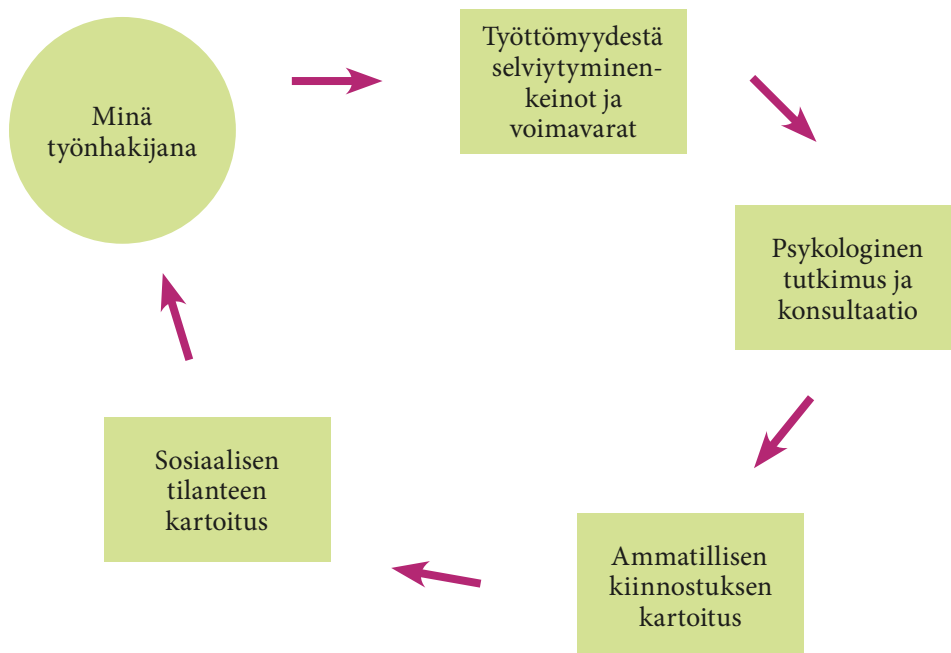 Minä
työnhakijana
Työttömyydestä
selviytyminen-
keinot ja
voimavarat
Psykologinen
tutkimus ja
konsultaatio
Ammatillisen
kiinnostuksen
kartoitus
Sosiaalisen
tilanteen
kartoitus